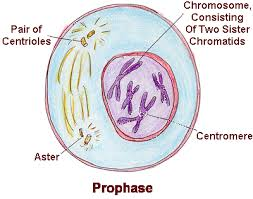 Pair of
Centrioles
Chromosome,
Consisting
Of Two Sister
Chromatids
Centromere
Aster
Prophase